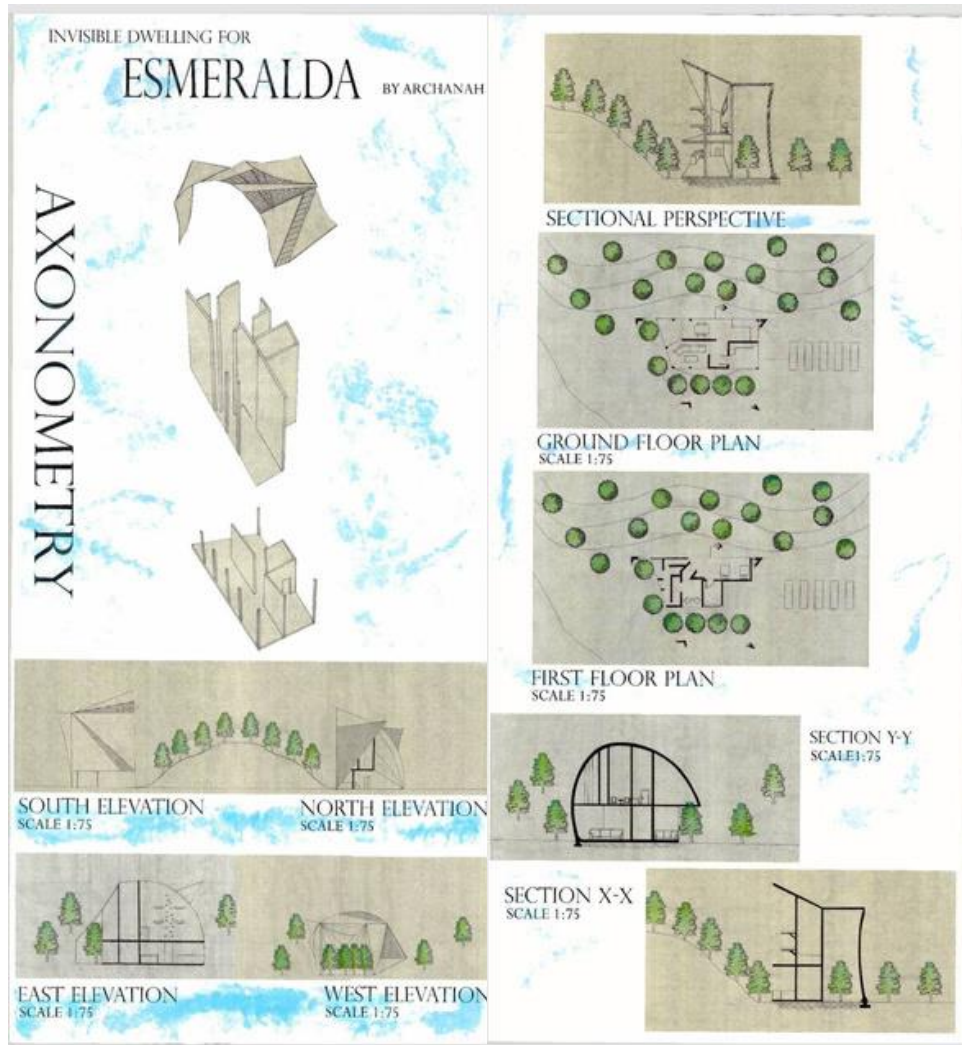 INVISIBLE DWELLING FOR
ESMERALDA
BY ARCHANAH
AXONOMETRY
SOUTH ELEVATION
SCALE 1:75
NORTH ELEVATION
SCALE 1:75
EAST ELEVATION
SCALE 1:75
WEST ELEVATION
SCALE 1:75
SECTIONAL PERSPECTIVE
GROUND FLOOR PLAN
SCALE 1:75
FIRST FLOOR PLAN
SCALE 1:75
SECTION Y-Y
SCALE1:75
SECTION X-X
SCALE 1:75